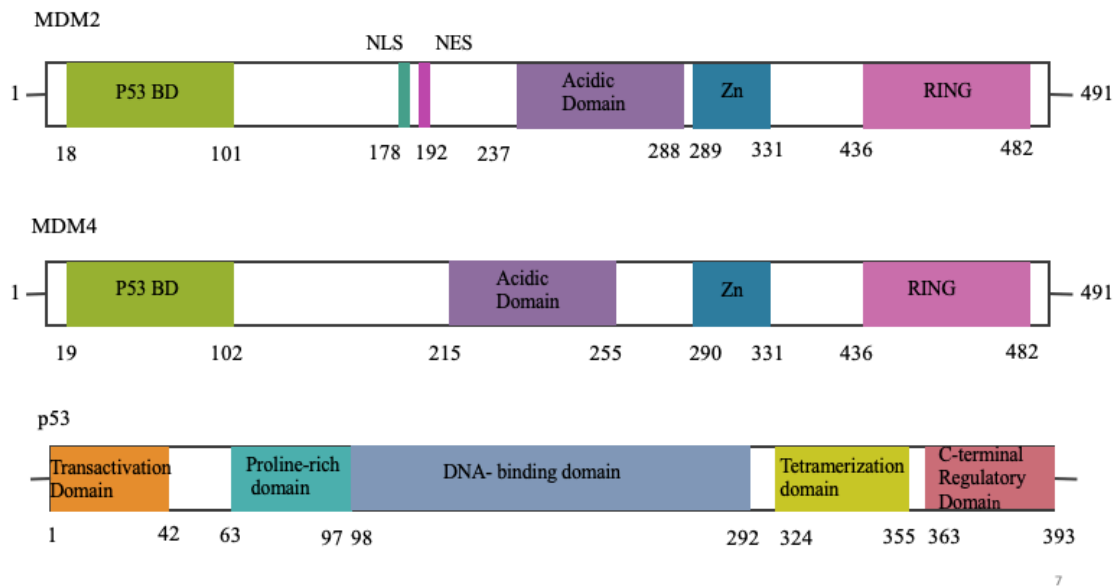 MDM2
NLS NES
1 P53 BD Acidic Domain Zn RING 491
18 101 178 192 237 288 289 331 436 482
MDM4
1 P53 BD Acidic Domain Zn RING 491
19 102 215 255 290 331 436 482
p53
Transactivation Domain Proline-rich domain DNA- binding domain Tetramerization domain C-terminal Regulatory Domain
1 42 63 97 98 292 324 355 363 393
7